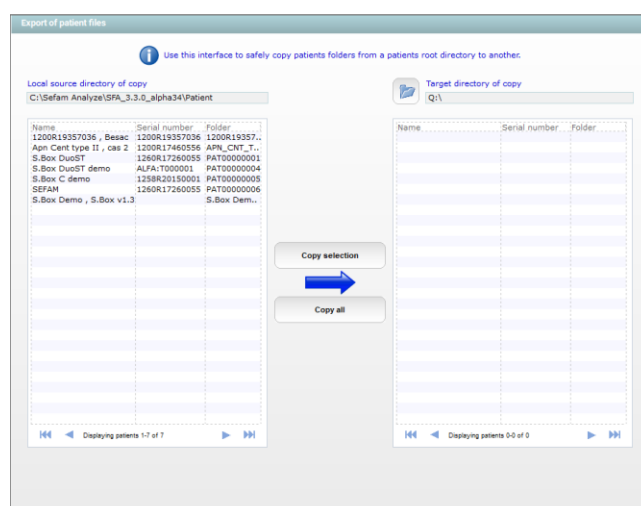 Export of patient files
Use this interface to safely copy patients folders from a patients root directory to another.
Local source directory of copy
C:\Sefam Analyze\SFA_3.3.0_alpha34\Patient
Target directory of copy
Q:\
Name Serial number Folder
1200R19357036 , Besac 1200R19357036 1200R19357..
Apn Cent type II , cas 2 1200R17460556 APN_CNT_T..
S.Box DuoST 1260R17260055 PAT00000001
S.Box DuoST demo ALFA:T000001 PAT00000004
S.Box C demo 1258R20150001 PAT00000005
SEFAM 1260R17260055 PAT00000006
S.Box Demo , S.Box v1.3 S.Box Dem..
Name Serial number Folder
Copy selection
Copy all
Displaying patients 1-7 of 7
Displaying patients 0-0 of 0